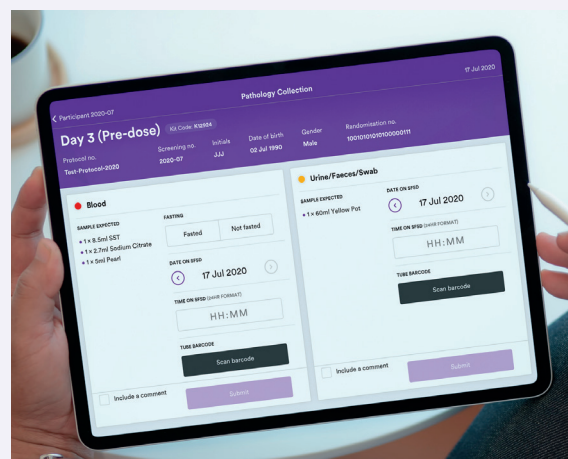 Participant 2020-07
Pathology Collection
17 Jul 2020
Day 3 (Pre-dose)
Kit Code: K12924
Protocol no.
Test-Protocol-2020
Screening no.
2020-07
Initials
JJJ
Date of birth
02 Jul 1990
Gender
Male
Randomisation no.
10010101010100000111
Blood
SAMPLE EXPECTED
1 x 8.5ml SST
1 x 2.7ml Sodium Citrate
1 x 5ml Pearl
FASTING
Fasted
Not fasted
DATE ON SFSD
17 Jul 2020
TIME ON SFSD (24HR FORMAT)
HH:MM
TUBE BARCODE
Scan barcode
Include a comment
Submit
Urine/Faeces/Swab
SAMPLE EXPECTED
1 x 60ml Yellow Pot
DATE ON SFSD
17 Jul 2020
TIME ON SFSD (24HR FORMAT)
HH:MM
TUBE BARCODE
Scan barcode
Include a comment
Submit